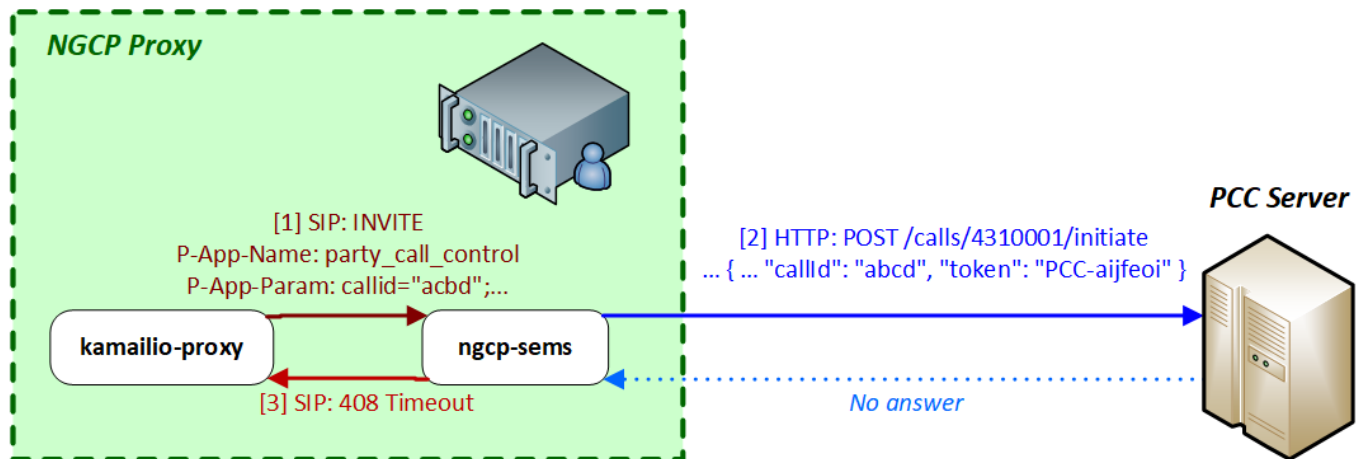 NGCP Proxy
[1] SIP: INVITE
P-App-Name: party_call_control
P-App-Param: callid="acbd";...
kamailio-proxy
ngcp-sems
[3] SIP: 408 Timeout
[2] HTTP: POST /calls/4310001/initiate
... { ... "callId": "abcd", "token": "PCC-aijfeoi" }
No answer
PCC Server